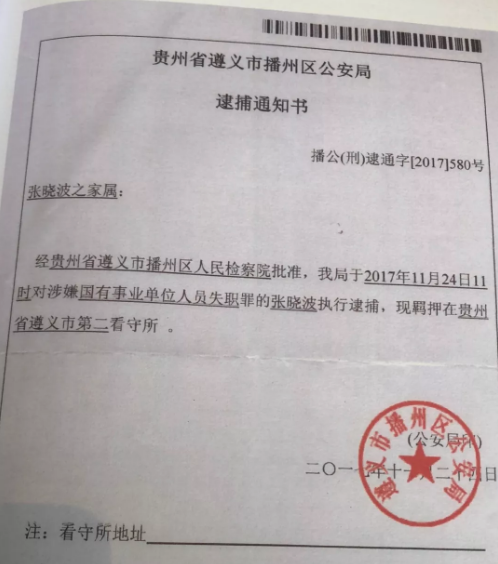 贵州省遵义市播州区公安局
逮捕通知书
播公(刑)逮通字[2017]580号
张晓波之家属：
经贵州省遵义市播州区人民检察院批准，我局于2017年11月24日11
时对涉嫌国有事业单位人员失职罪的张晓波执行逮捕，现羁押在贵州
省遵义市第二看守所 。
(公安局印)
遵义市播州区公安局
二〇一七年十一月二十四日
注：看守所地址